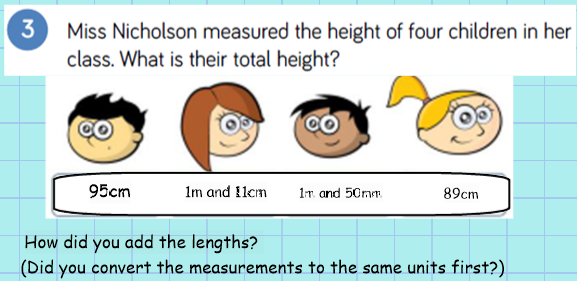 3 Miss Nicholson measured the height of four children in her
class. What is their total height?
95cm 1m and 11cm 1m and 50mm 89cm
How did you add the lengths?
(Did you convert the measurements to the same units first?)